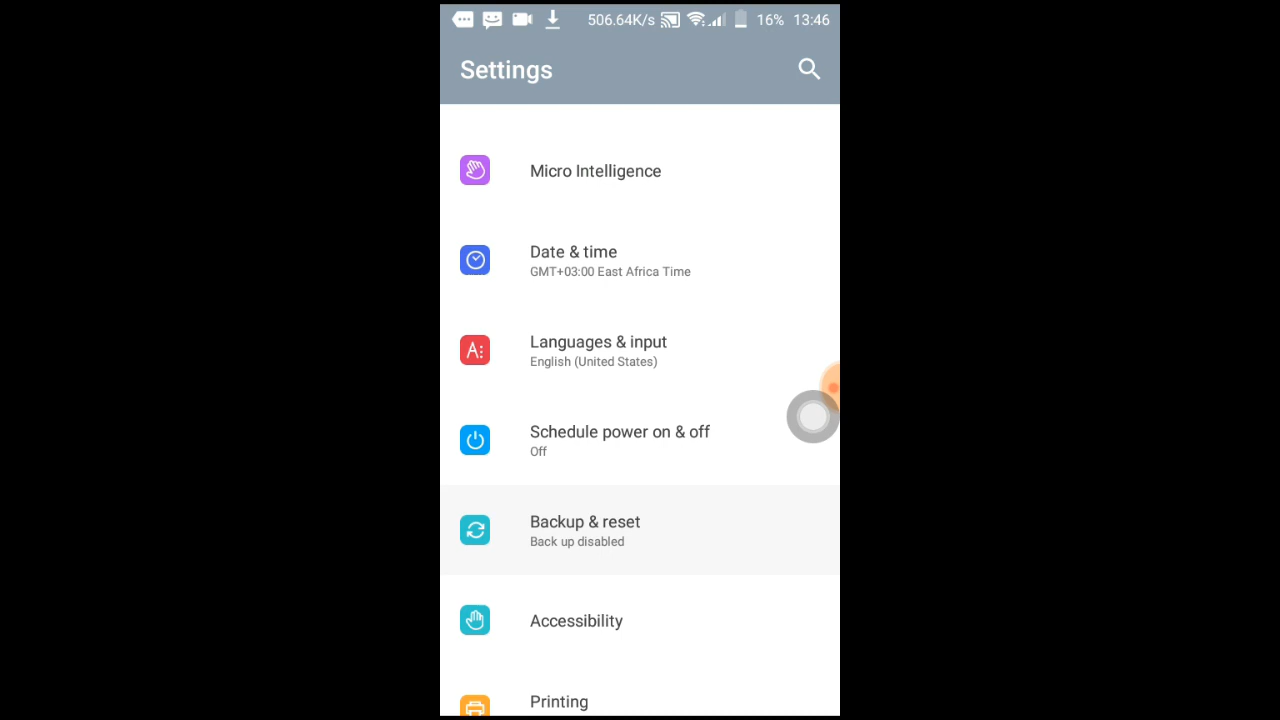 506.64K/s 16% 13:46
Settings
Micro Intelligence
Date & time
GMT+03:00 East Africa Time
Languages & input
English (United States)
Schedule power on & off
Off
Backup & reset
Back up disabled
Accessibility
Printing